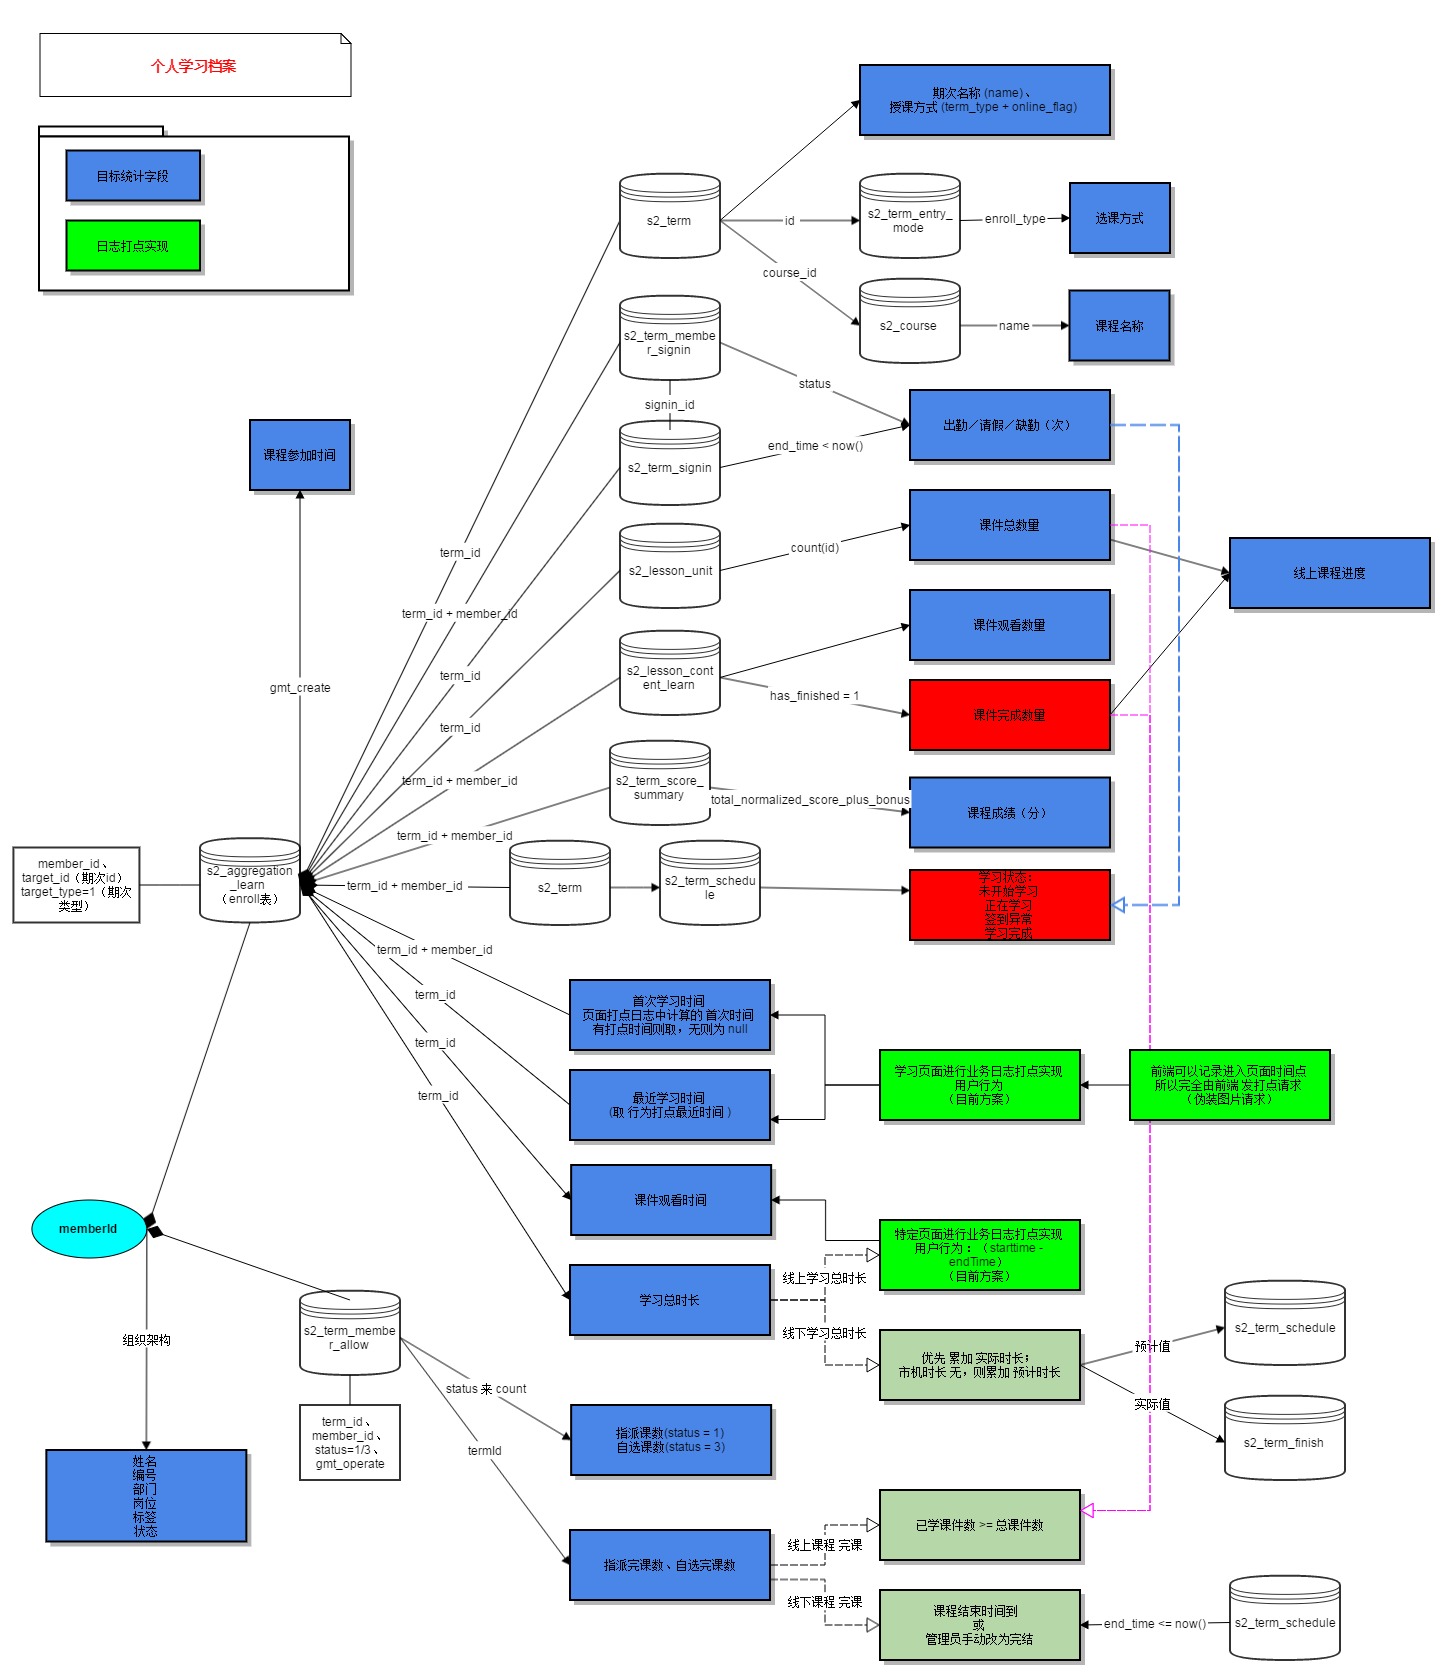 个人学习档案
目标统计字段
日志打点实现
期次名称 (name)、
授课方式 (term_type + online_flag)
s2_term
id
s2_term_entry_
mode
enroll_type
选课方式
course_id
s2_course
name
课程名称
s2_term_membe
r_signin
status
signin_id
出勤／请假／缺勤（次）
end_time < now()
s2_term_signin
课程参加时间
课件总数量
count(id)
s2_lesson_unit
线上课程进度
term_id
term_id + member_id
课件观看数量
s2_lesson_cont
ent_learn
term_id
gmt_create
has_finished = 1
课件完成数量
term_id
term_id + member_id
s2_term_score_
summary
total_normalized_score_plus_bonus
课程成绩（分）
term_id + member_id
member_id、
target_id（期次id）
target_type=1（期次
类型）
s2_aggregation
_learn
（enroll表）
term_id + member_id
s2_term
s2_term_schedu
le
学习状态：
未开始学习
正在学习
签到异常
学习完成
term_id + member_id
term_id
首次学习时间
页面打点日志中计算的 首次时间
有打点时间则取，无则为 null
term_id
学习页面进行业务日志打点实现
用户行为
（目前方案）
前端可以记录进入页面时间点
所以完全由前端 发打点请求
（伪装图片请求）
term_id
最近学习时间
(取 行为打点最近时间 )
课件观看时间
memberId
特定页面进行业务日志打点实现
用户行为 ：（starttime -
endTime）
（目前方案）
线上学习总时长
学习总时长
线下学习总时长
s2_term_schedule
组织架构
s2_term_membe
r_allow
优先 累加 实际时长；
市机时长 无，则累加 预计时长
预计值
实际值
status 来 count
term_id、
member_id、
status=1/3、
gmt_operate
指派课数(status = 1)
自选课数(status = 3)
s2_term_finish
termId
姓名
编号
部门
岗位
标签
状态
已学课件数 >= 总课件数
线上课程 完课
指派完课数、自选完课数
线下课程 完课
课程结束时间到
或
管理员手动改为完结
end_time <= now()
s2_term_schedule